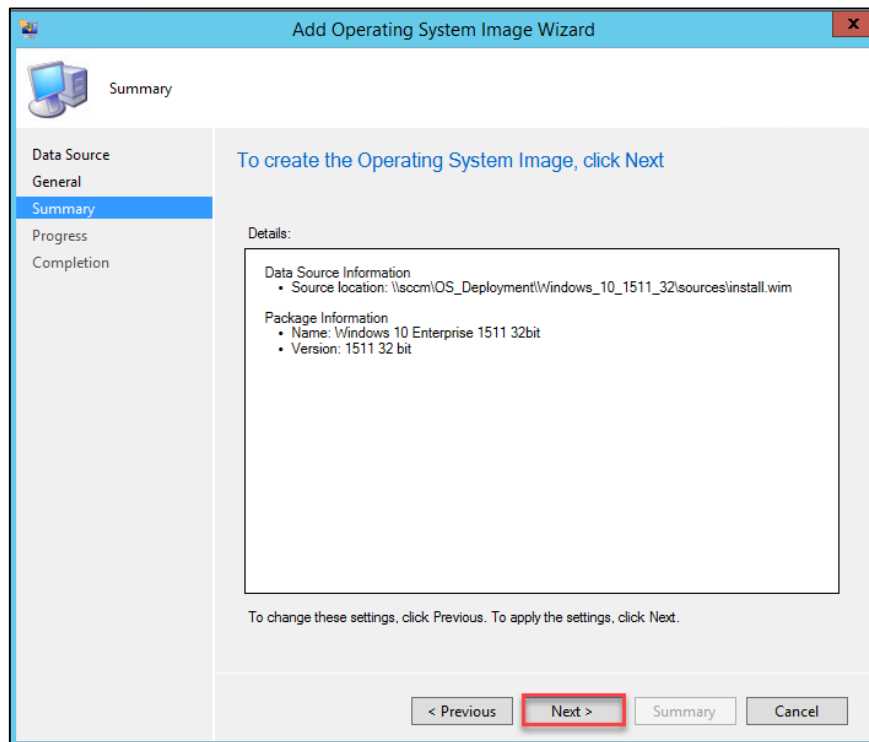 Add Operating System Image Wizard
x
Summary
Data Source
General
Summary
Progress
Completion
To create the Operating System Image, click Next
Details:
Data Source Information
• Source location: \\sccm\OS_Deployment\Windows_10_1511_32\sources\install.wim
Package Information
• Name: Windows 10 Enterprise 1511 32bit
• Version: 1511 32 bit
To change these settings, click Previous. To apply the settings, click Next.
< Previous
Next >
Summary
Cancel